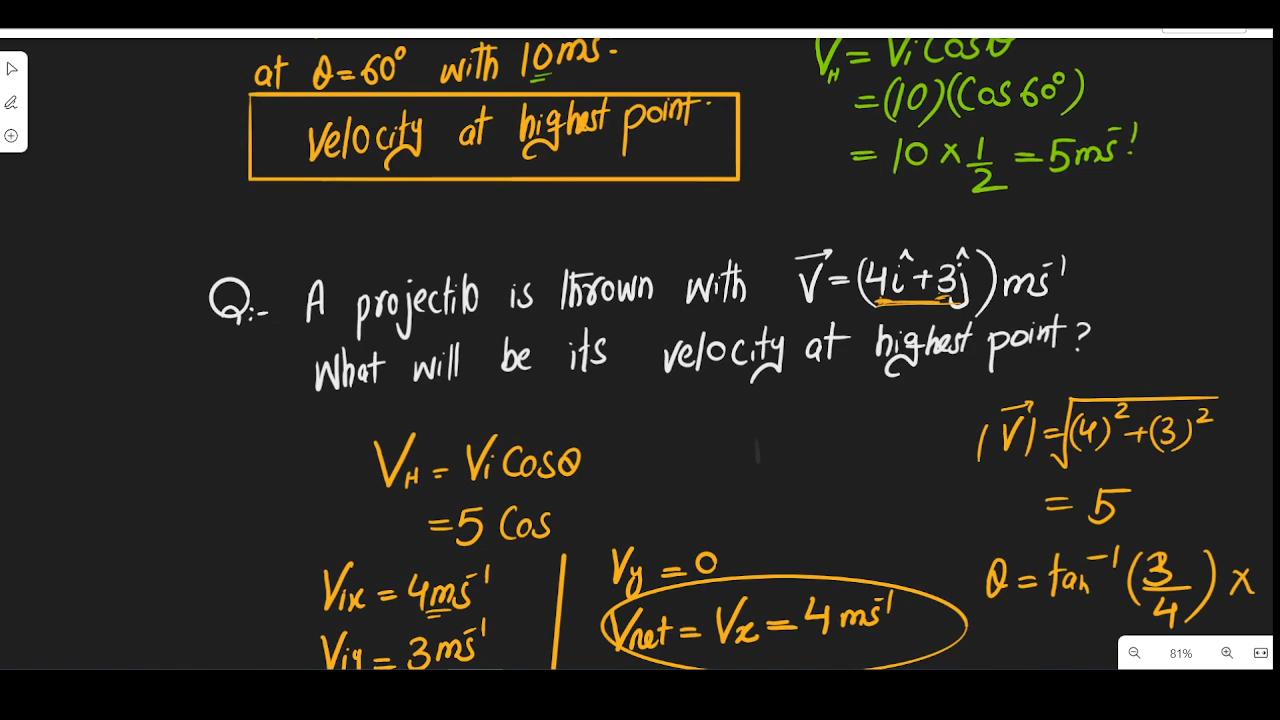 at θ=60° with 10ms.
velocity at highest point.
V_H = Vi Cosθ
=(10)(Cos 60°)
= 10 × 1/2 = 5ms⁻¹.
Q:- A projectile is thrown with V⃗=(4î+3ĵ)ms⁻¹
What will be its velocity at highest point?
V_H = Vi Cosθ
=5 Cos
Vix = 4ms⁻¹
Viy = 3ms⁻¹
Vy = 0
Vnet = Vx = 4ms⁻¹
|V⃗|=√(4)²+(3)²
= 5
θ = tan⁻¹(3/4) ×
81%